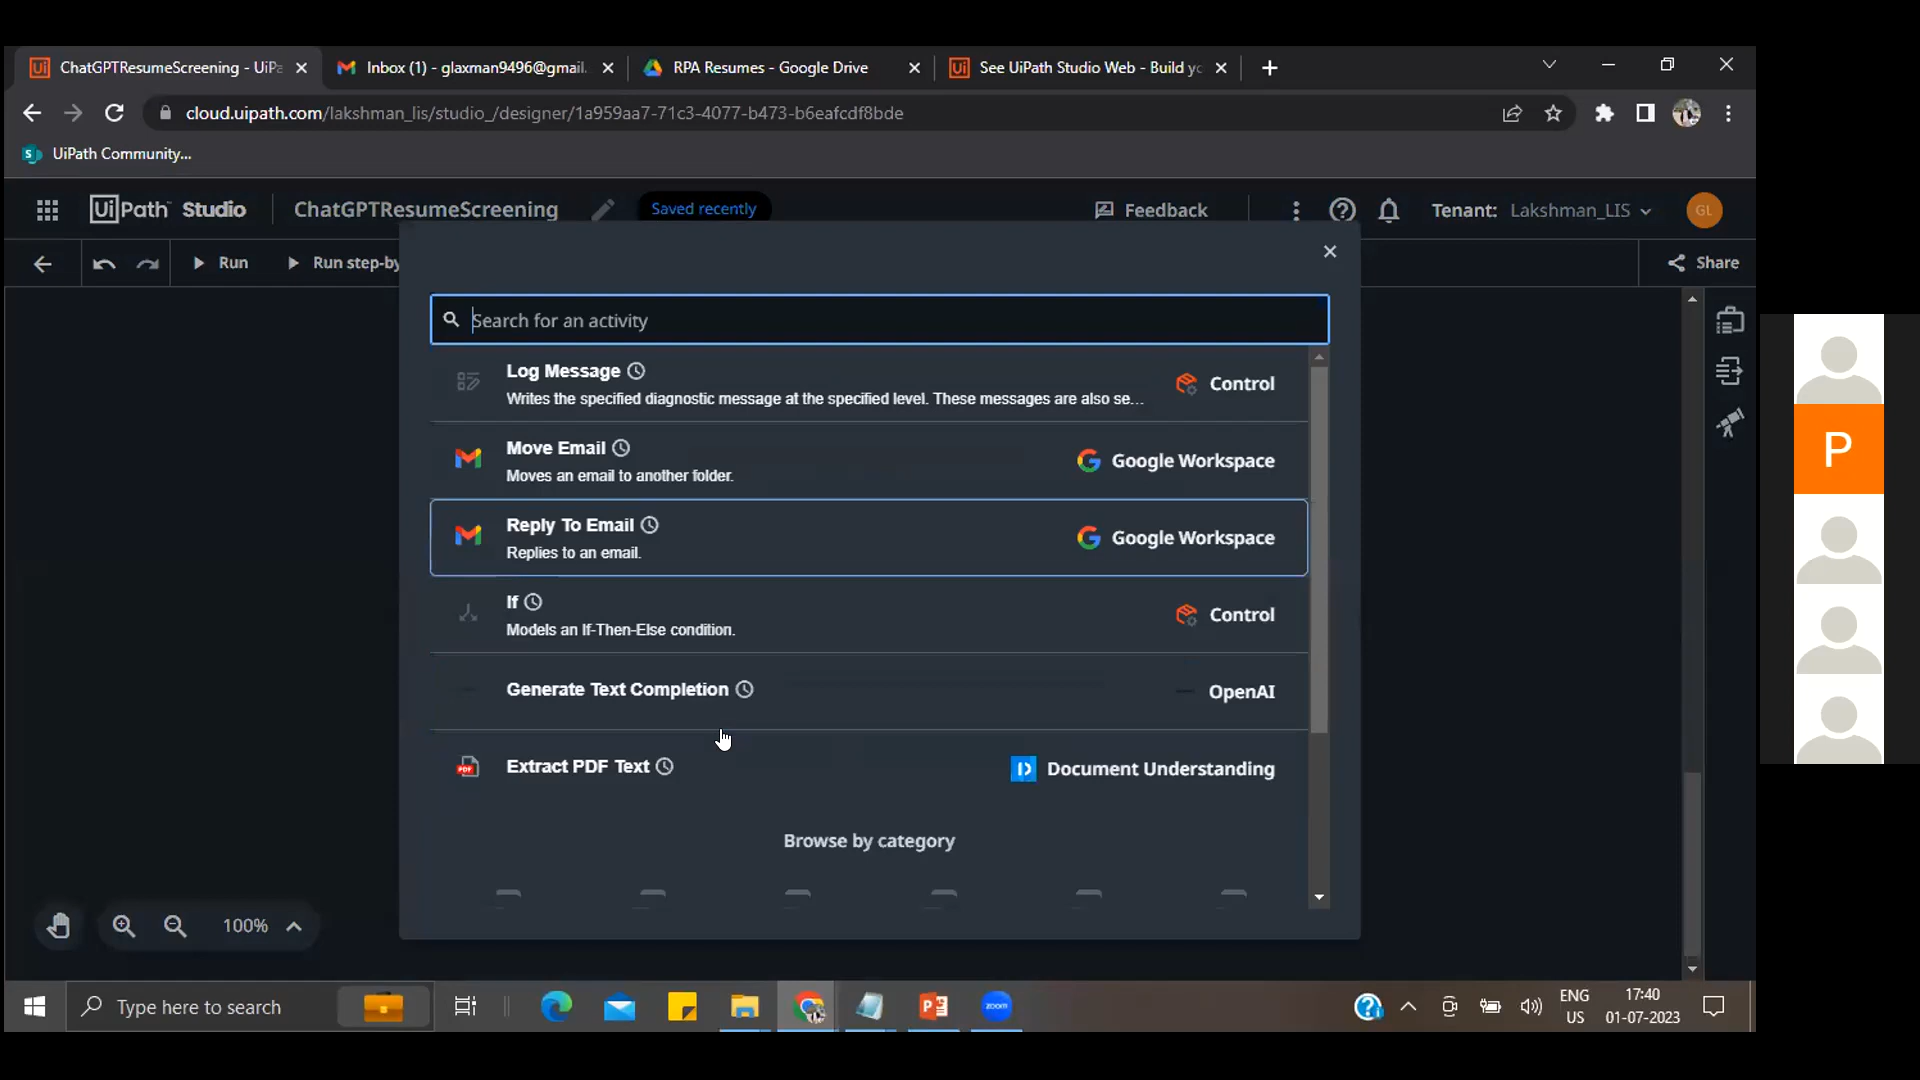 ChatGPTResumeScreening - UiPa
Inbox (1) - glaxman9496@gmail.
RPA Resumes - Google Drive
See UiPath Studio Web - Build yo
cloud.uipath.com/lakshman_lis/studio_/designer/1a959aa7-71c3-4077-b473-b6eafcdf8bde
UiPath Community...
UiPath Studio
ChatGPTResumeScreening
Saved recently
Feedback
Tenant: Lakshman_LIS
GL
Run
Run step-by
Share
Search for an activity
Log Message
Writes the specified diagnostic message at the specified level. These messages are also se...
Control
Move Email
Moves an email to another folder.
Google Workspace
Reply To Email
Replies to an email.
Google Workspace
If
Models an If-Then-Else condition.
Control
Generate Text Completion
OpenAI
PDF
Extract PDF Text
Document Understanding
Browse by category
100%
P
Type here to search
zoom
ENG
US
17:40
01-07-2023